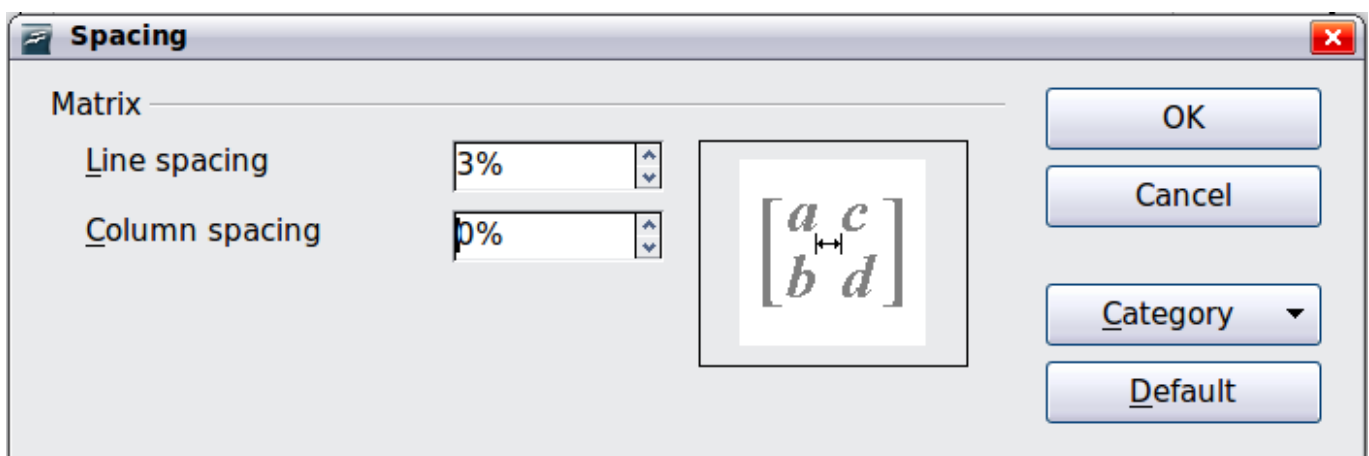 Spacing
Matrix
Line spacing
3%
Column spacing
0%
a c
b d
OK
Cancel
Category
Default